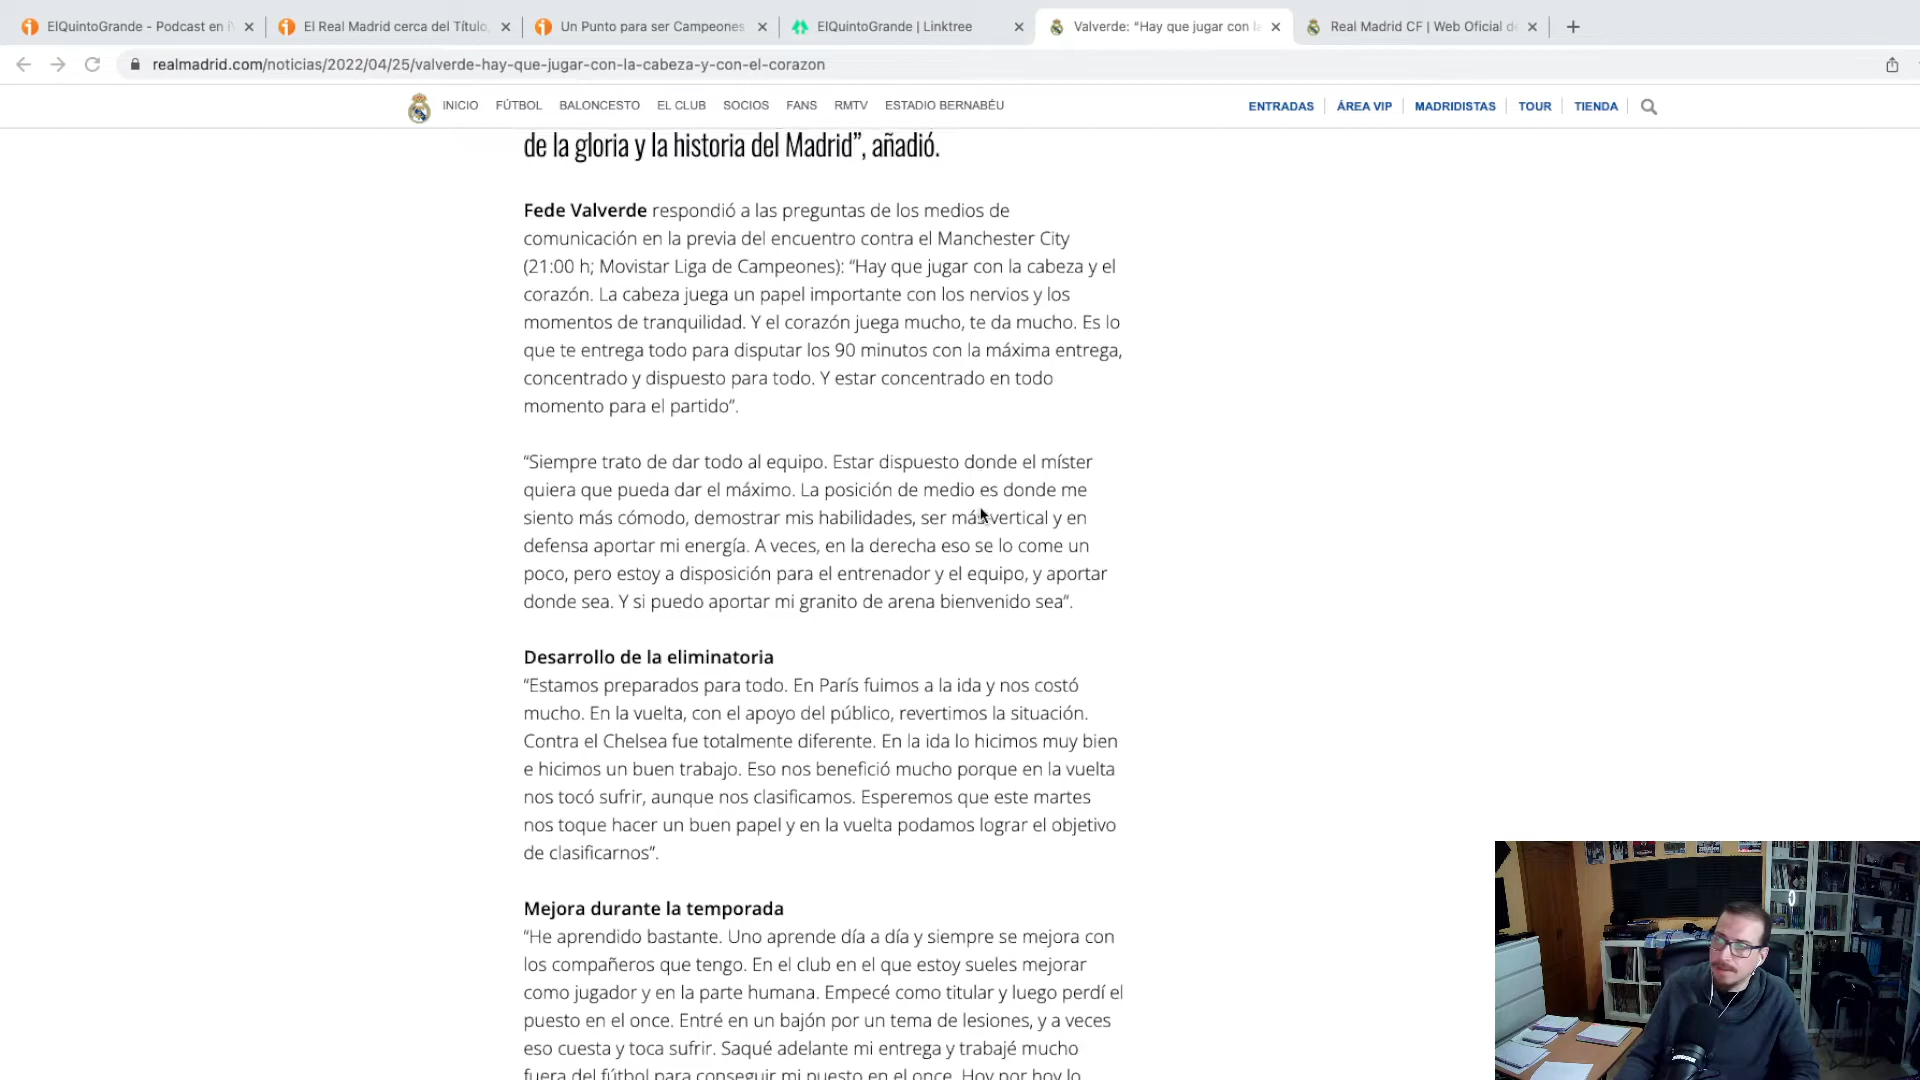 ElQuintoGrande - Podcast en i
El Real Madrid cerca del Título,
Un Punto para ser Campeones
ElQuintoGrande | Linktree
Valverde: “Hay que jugar con la
Real Madrid CF | Web Oficial de
realmadrid.com/noticias/2022/04/25/valverde-hay-que-jugar-con-la-cabeza-y-con-el-corazon
INICIO FÚTBOL BALONCESTO EL CLUB SOCIOS FANS RMTV ESTADIO BERNABÉU
ENTRADAS ÁREA VIP MADRIDISTAS TOUR TIENDA
de la gloria y la historia del Madrid”, añadió.
Fede Valverde respondió a las preguntas de los medios de
comunicación en la previa del encuentro contra el Manchester City
(21:00 h; Movistar Liga de Campeones): “Hay que jugar con la cabeza y el
corazón. La cabeza juega un papel importante con los nervios y los
momentos de tranquilidad. Y el corazón juega mucho, te da mucho. Es lo
que te entrega todo para disputar los 90 minutos con la máxima entrega,
concentrado y dispuesto para todo. Y estar concentrado en todo
momento para el partido”.
“Siempre trato de dar todo al equipo. Estar dispuesto donde el míster
quiera que pueda dar el máximo. La posición de medio es donde me
siento más cómodo, demostrar mis habilidades, ser más vertical y en
defensa aportar mi energía. A veces, en la derecha eso se lo come un
poco, pero estoy a disposición para el entrenador y el equipo, y aportar
donde sea. Y si puedo aportar mi granito de arena bienvenido sea”.
Desarrollo de la eliminatoria
“Estamos preparados para todo. En París fuimos a la ida y nos costó
mucho. En la vuelta, con el apoyo del público, revertimos la situación.
Contra el Chelsea fue totalmente diferente. En la ida lo hicimos muy bien
e hicimos un buen trabajo. Eso nos benefició mucho porque en la vuelta
nos tocó sufrir, aunque nos clasificamos. Esperemos que este martes
nos toque hacer un buen papel y en la vuelta podamos lograr el objetivo
de clasificarnos”.
Mejora durante la temporada
“He aprendido bastante. Uno aprende día a día y siempre se mejora con
los compañeros que tengo. En el club en el que estoy sueles mejorar
como jugador y en la parte humana. Empecé como titular y luego perdí el
puesto en el once. Entré en un bajón por un tema de lesiones, y a veces
eso cuesta y toca sufrir. Saqué adelante mi entrega y trabajé mucho
fuera del fútbol para conseguir mi puesto en el once. Hoy por hoy lo